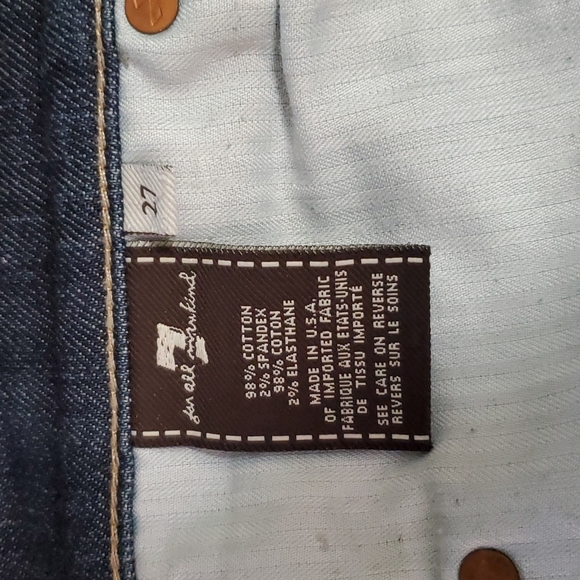 27
7
for all mankind
98% COTTON
2% SPANDEX
98% COTON
2% ELASTHANE
MADE IN U.S.A.
OF IMPORTED FABRIC
FABRIQUE AUX ETATS-UNIS
DE TISSU IMPORTÉ
SEE CARE ON REVERSE
REVERS SUR LE SOINS